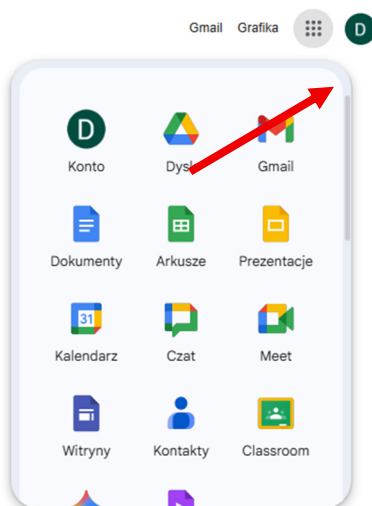 Gmail Grafika D
D
Konto Dysk Gmail
Dokumenty Arkusze Prezentacje
31
Kalendarz Czat Meet
Witryny Kontakty Classroom